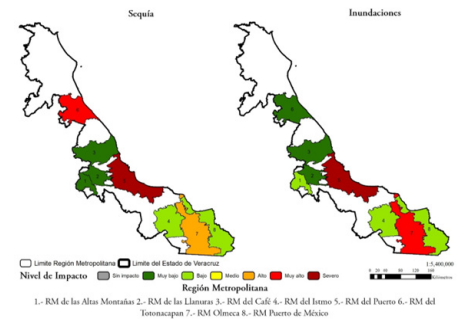 Sequía
Inundaciones
Limite Región Metropolitana
Limite del Estado de Veracruz
1:5,400,000
Nivel de Impacto
Sin impacto
Muy bajo
Bajo
Medio
Alto
Muy alto
Severo
Región Metropolitana
1.- RM de las Altas Montañas 2.- RM de las Llanuras 3.- RM del Café 4.- RM del Istmo 5.- RM del Puerto 6.- RM del
Totonacapan 7.- RM Olmeca 8.- RM Puerto de México